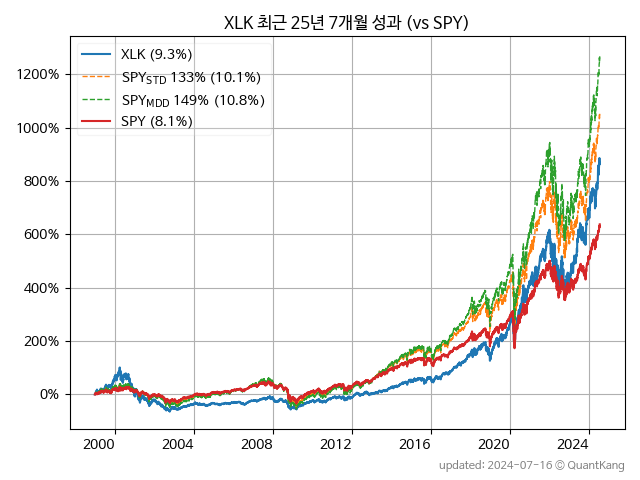 XLK 최근 25년 7개월 성과 (vs SPY)
XLK (9.3%)
SPY_STD 133% (10.1%)
SPY_MDD 149% (10.8%)
SPY (8.1%)
1200%
1000%
800%
600%
400%
200%
0%
2000 2004 2008 2012 2016 2020 2024
updated: 2024-07-16 © QuantKang